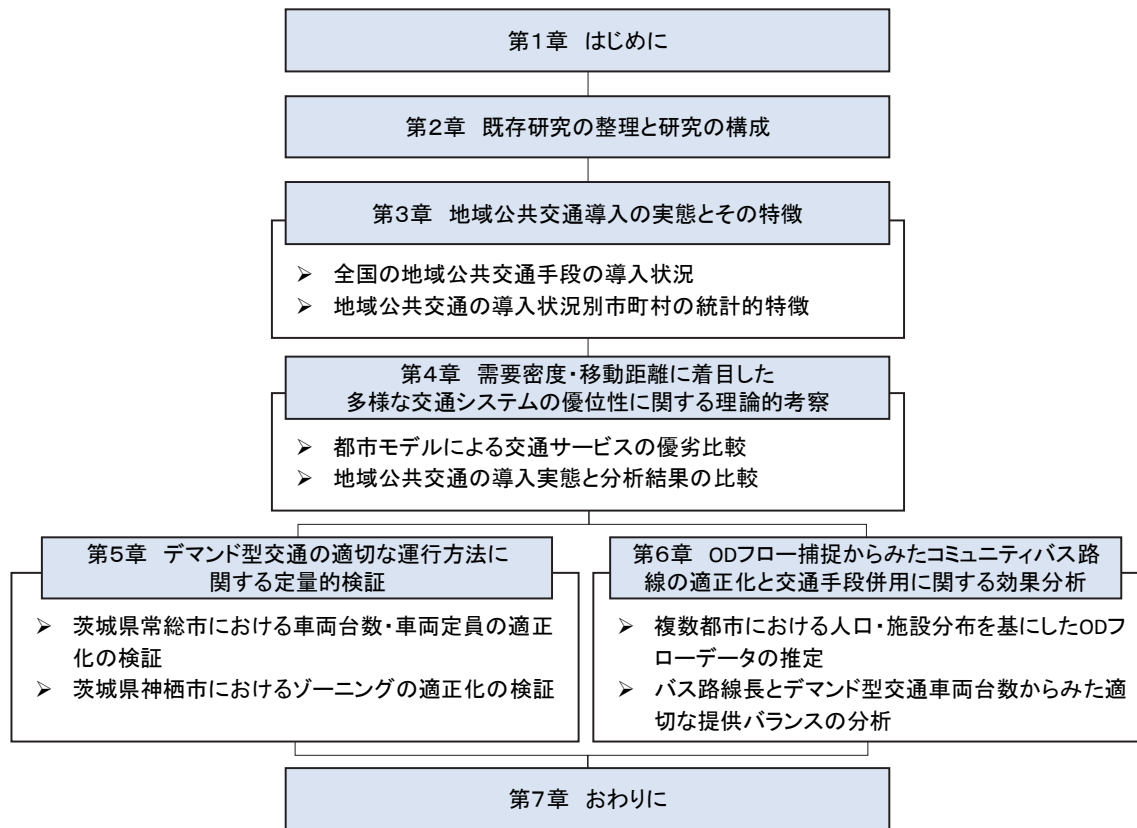 第1章 はじめに
第2章 既存研究の整理と研究の構成
第3章 地域公共交通導入の実態とその特徴
➢ 全国の地域公共交通手段の導入状況
➢ 地域公共交通の導入状況別市町村の統計的特徴
第4章 需要密度・移動距離に着目した
多様な交通システムの優位性に関する理論的考察
➢ 都市モデルによる交通サービスの優劣比較
➢ 地域公共交通の導入実態と分析結果の比較
第5章 デマンド型交通の適切な運行方法に
関する定量的検証
➢ 茨城県常総市における車両台数・車両定員の適正
化の検証
➢ 茨城県神栖市におけるゾーニングの適正化の検証
第6章 ODフロー捕捉からみたコミュニティバス路
線の適正化と交通手段併用に関する効果分析
➢ 複数都市における人口・施設分布を基にしたODフ
ローデータの推定
➢ バス路線長とデマンド型交通車両台数からみた適
切な提供バランスの分析
第7章 おわりに